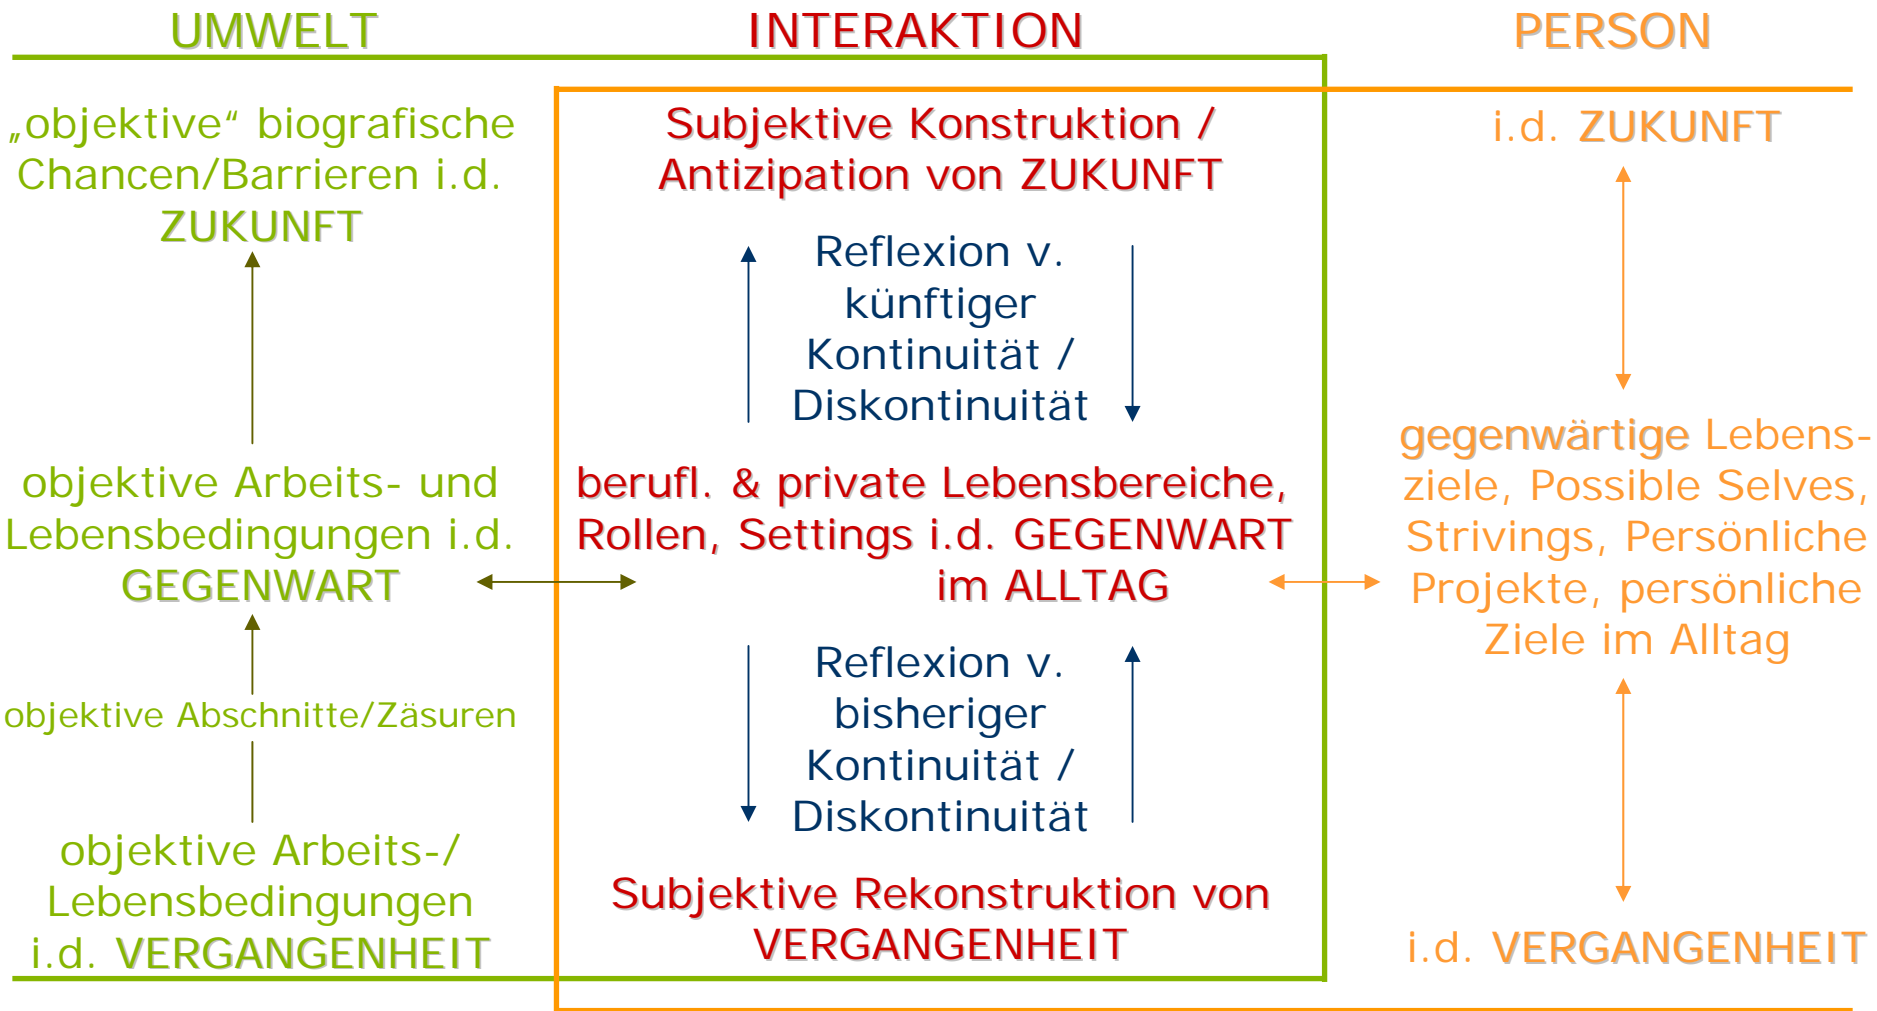 UMWELT
INTERAKTION
PERSON
„objektive“ biografische
Chancen/Barrieren i.d.
ZUKUNFT
objektive Arbeits- und
Lebensbedingungen i.d.
GEGENWART
objektive Abschnitte/Zäsuren
objektive Arbeits-/
Lebensbedingungen
i.d. VERGANGENHEIT
Subjektive Konstruktion /
Antizipation von ZUKUNFT
Reflexion v.
künftiger
Kontinuität /
Diskontinuität
berufl. & private Lebensbereiche,
Rollen, Settings i.d. GEGENWART
im ALLTAG
Reflexion v.
bisheriger
Kontinuität /
Diskontinuität
Subjektive Rekonstruktion von
VERGANGENHEIT
i.d. ZUKUNFT
gegenwärtige Lebens-
ziele, Possible Selves,
Strivings, Persönliche
Projekte, persönliche
Ziele im Alltag
i.d. VERGANGENHEIT